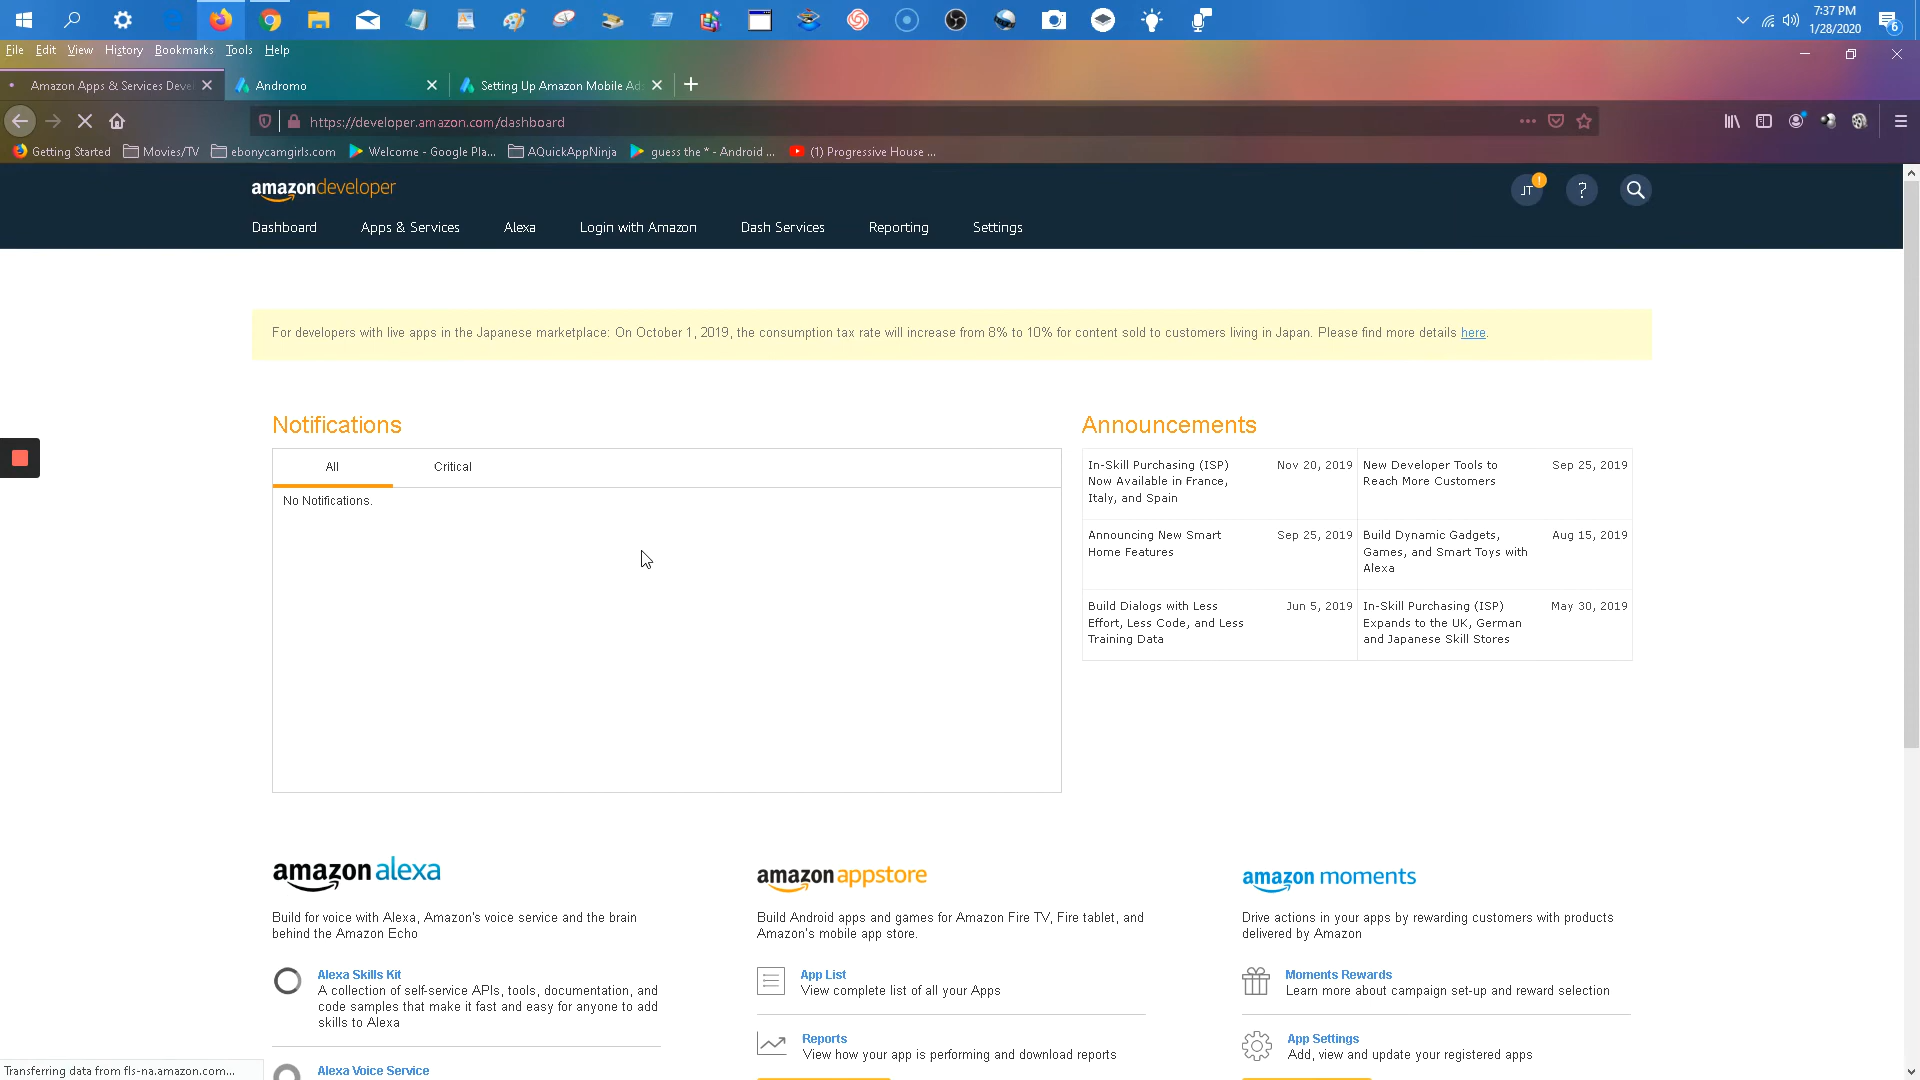 7:37 PM
1/28/2020
6
File Edit View History Bookmarks Tools Help
Amazon Apps & Services Deve
Andromo
Setting Up Amazon Mobile Ads
https://developer.amazon.com/dashboard
Getting Started Movies/TV ebonycamgirls.com Welcome - Google Pla... AQuickAppNinja guess the * - Android ... (1) Progressive House ...
amazondeveloper
JT ! ?
Dashboard Apps & Services Alexa Login with Amazon Dash Services Reporting Settings
For developers with live apps in the Japanese marketplace: On October 1, 2019, the consumption tax rate will increase from 8% to 10% for content sold to customers living in Japan. Please find more details here.
Notifications
All Critical
No Notifications.
Announcements
In-Skill Purchasing (ISP) Nov 20, 2019
Now Available in France,
Italy, and Spain
New Developer Tools to Sep 25, 2019
Reach More Customers
Announcing New Smart Sep 25, 2019
Home Features
Build Dynamic Gadgets, Aug 15, 2019
Games, and Smart Toys with
Alexa
Build Dialogs with Less Jun 5, 2019
Effort, Less Code, and Less
Training Data
In-Skill Purchasing (ISP) May 30, 2019
Expands to the UK, German
and Japanese Skill Stores
amazon alexa
Build for voice with Alexa, Amazon's voice service and the brain
behind the Amazon Echo
Alexa Skills Kit
A collection of self-service APIs, tools, documentation, and
code samples that make it fast and easy for anyone to add
skills to Alexa
Alexa Voice Service
amazon appstore
Build Android apps and games for Amazon Fire TV, Fire tablet, and
Amazon's mobile app store.
App List
View complete list of all your Apps
Reports
View how your app is performing and download reports
amazon moments
Drive actions in your apps by rewarding customers with products
delivered by Amazon
Moments Rewards
Learn more about campaign set-up and reward selection
App Settings
Add, view and update your registered apps
Transferring data from fls-na.amazon.com...